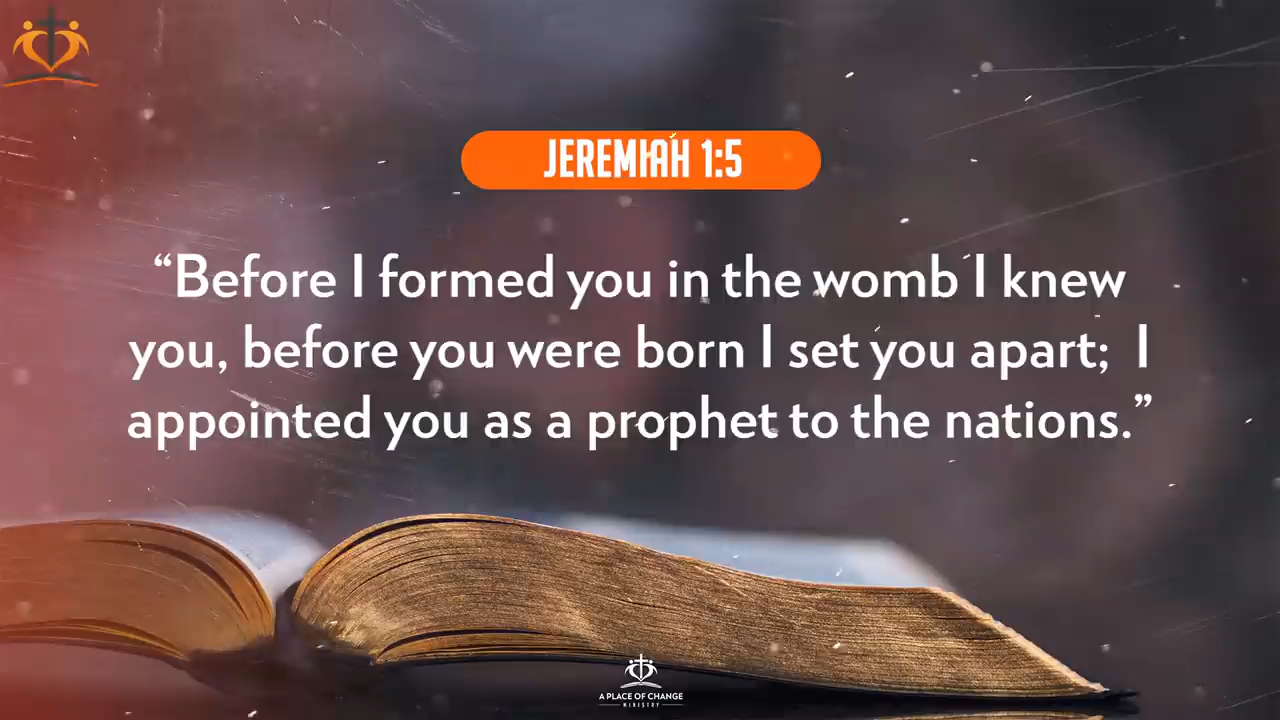 JEREMIAH 1:5
“Before I formed you in the womb I knew
you, before you were born I set you apart;  I
appointed you as a prophet to the nations.”
A PLACE OF CHANGE
MINISTRY